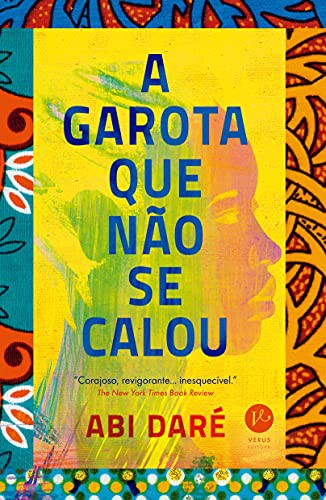 A
GAROTA
QUE
NÃO
SE
CALOU
“Corajoso, revigorante... inesquecível.”
The New York Times Book Review
ABI DARÉ
VERUS
EDITORA